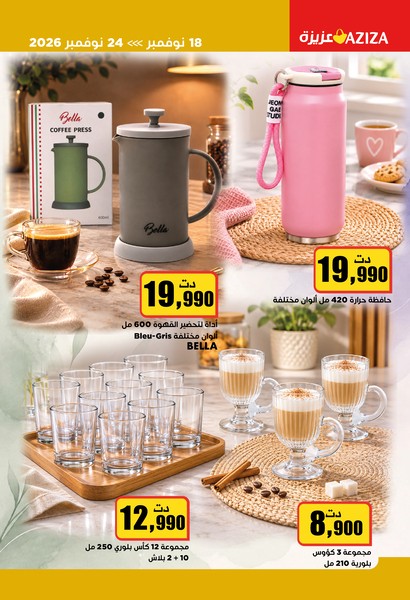 18 نوفمبر >>> 24 نوفمبر 2026
عزيزة AZIZA
Bella
COFFEE PRESS
600ml
Bella
19,990 دت
أداة لتحضير القهوة 600 مل
ألوان مختلفة Bleu-Gris
BELLA
19,990 دت
حافظة حرارة 420 مل ألوان مختلفة
12,990 دت
مجموعة 12 كأس بلوري 250 مل
10 + 2 بلاش
8,900 دت
مجموعة 3 كؤوس
بلورية 210 مل